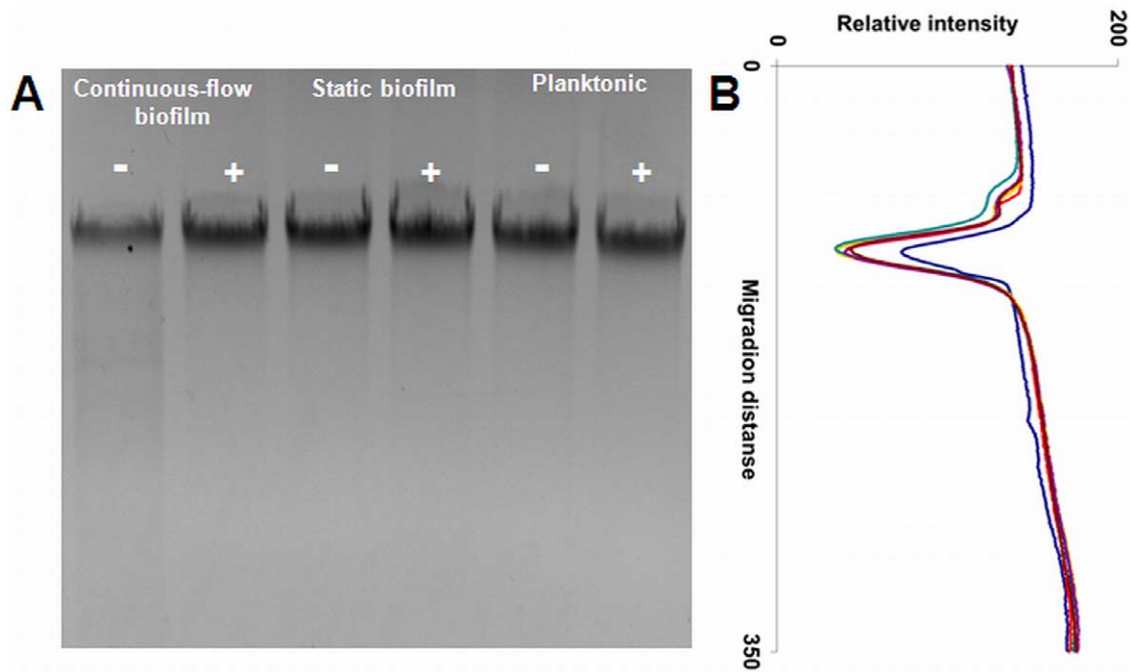 A
Continuous-flow
biofilm
Static biofilm
Planktonic
-
+
-
+
-
+
B
Relative intensity
0
200
0
Migradion distanse
350